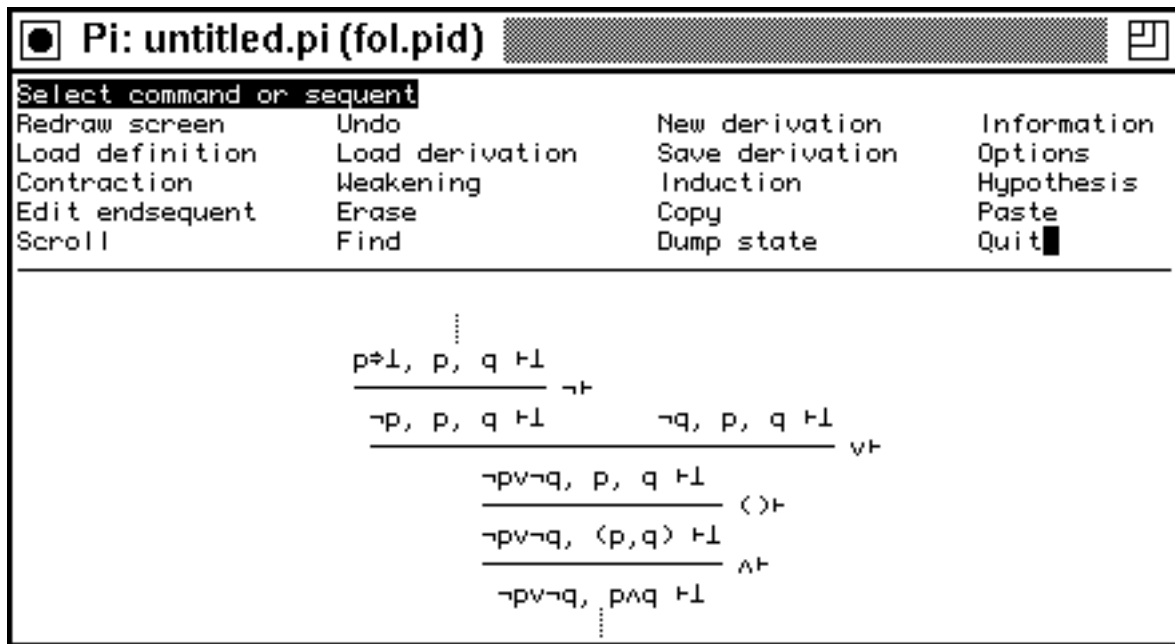 Pi: untitled.pi (fol.pid)
Select command or sequent
Redraw screen Undo New derivation Information
Load definition Load derivation Save derivation Options
Contraction Weakening Induction Hypothesis
Edit endsequent Erase Copy Paste
Scroll Find Dump state Quit
p⇒⊥, p, q ⊢⊥
¬⊢
¬p, p, q ⊢⊥ ¬q, p, q ⊢⊥
∨⊢
¬p∨¬q, p, q ⊢⊥
()⊢
¬p∨¬q, (p,q) ⊢⊥
∧⊢
¬p∨¬q, p∧q ⊢⊥